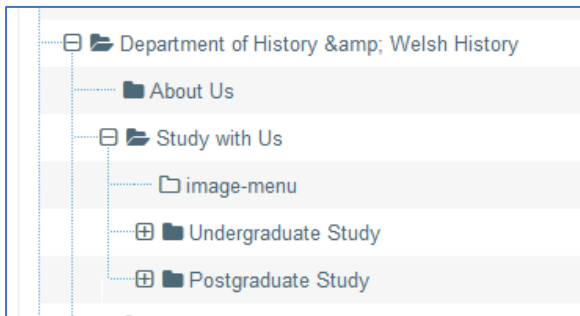 Department of History &amp; Welsh History
About Us
Study with Us
image-menu
Undergraduate Study
Postgraduate Study